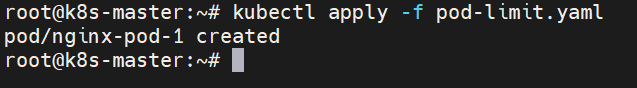 root@k8s-master:~# kubectl apply -f pod-limit.yaml
pod/nginx-pod-1 created
root@k8s-master:~#